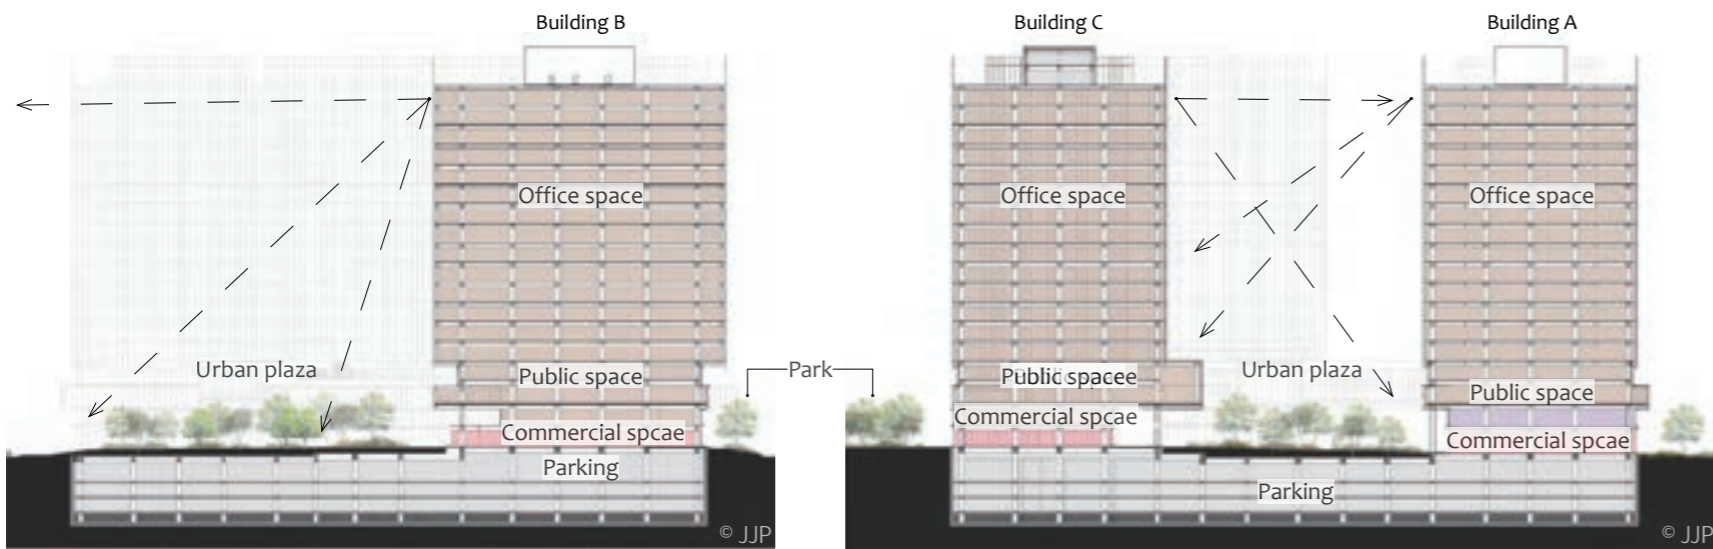 Building B
Office space
Urban plaza
Public space
Commercial spcae
Parking
© JJP
Park
Building C
Building A
Office space
Office space
Urban plaza
Public spacee
Public space
Commercial spcae
Commercial spcae
Parking
© JJP